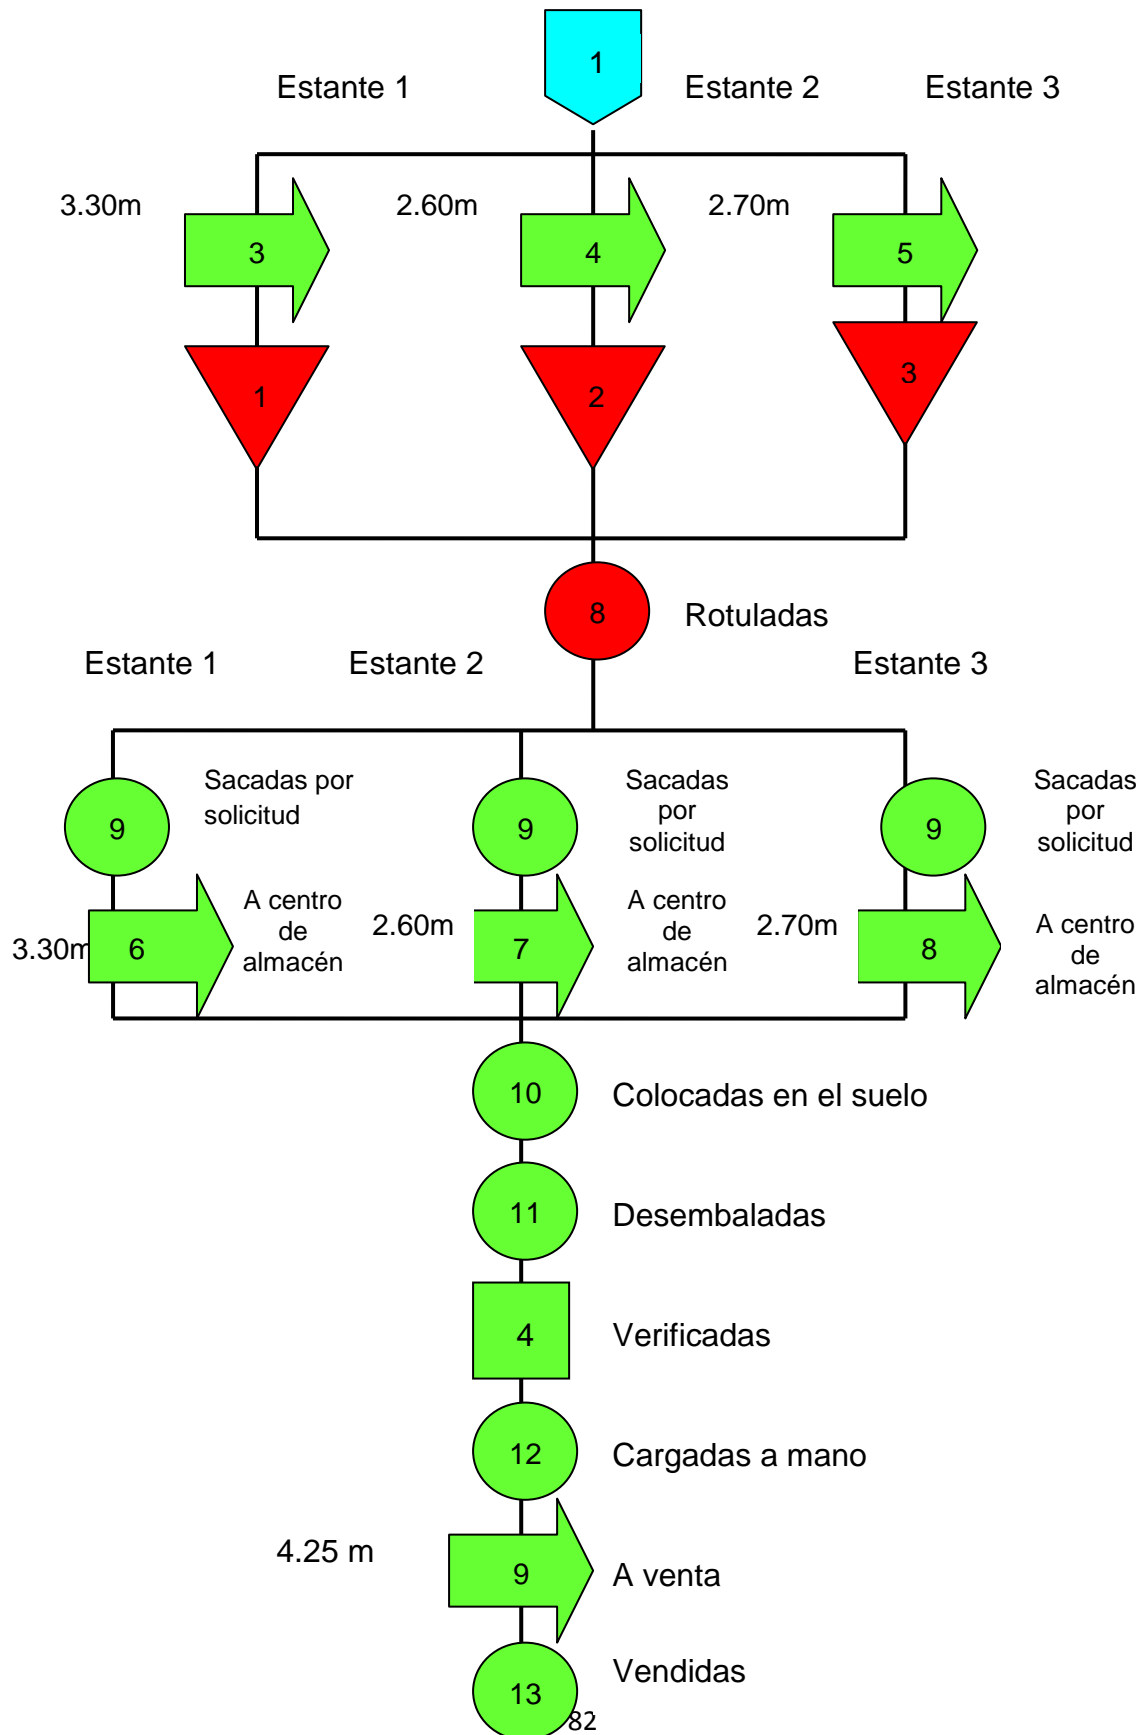 1
Estante 1
Estante 2
Estante 3
3.30m
2.60m
2.70m
3
4
5
1
2
3
8
Rotuladas
Estante 1
Estante 2
Estante 3
9
Sacadas por
solicitud
9
Sacadas
por
solicitud
9
Sacadas
por
solicitud
3.30m
6
A centro
de
almacén
2.60m
7
A centro
de
almacén
2.70m
8
A centro
de
almacén
10
Colocadas en el suelo
11
Desembaladas
4
Verificadas
12
Cargadas a mano
4.25 m
9
A venta
13
Vendidas
82